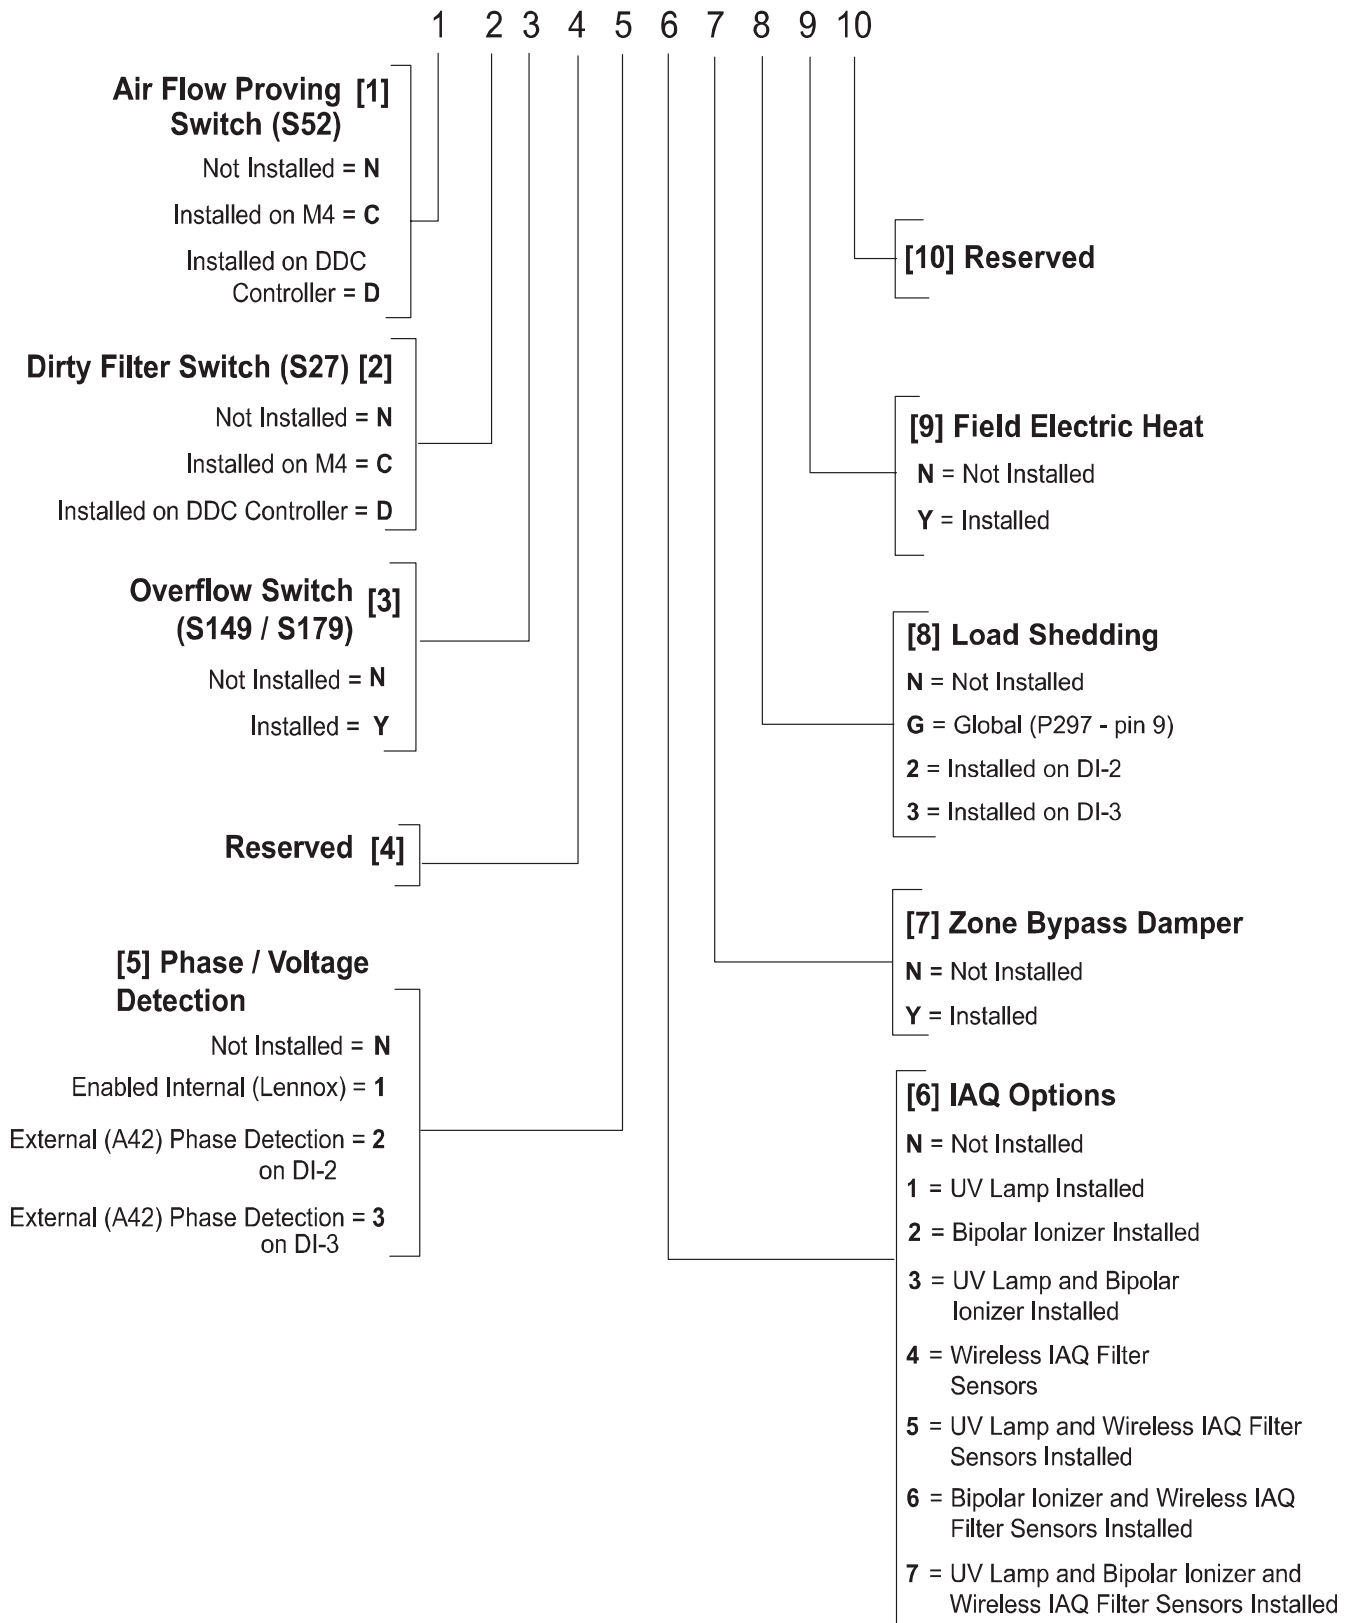 1 2 3 4 5 6 7 8 9 10
Air Flow Proving [1]
Switch (S52)
Not Installed = N
Installed on M4 = C
Installed on DDC
Controller = D
Dirty Filter Switch (S27) [2]
Not Installed = N
Installed on M4 = C
Installed on DDC Controller = D
Overflow Switch [3]
(S149 / S179)
Not Installed = N
Installed = Y
Reserved [4]
[5] Phase / Voltage
Detection
Not Installed = N
Enabled Internal (Lennox) = 1
External (A42) Phase Detection = 2
on DI-2
External (A42) Phase Detection = 3
on DI-3
[10] Reserved
[9] Field Electric Heat
N = Not Installed
Y = Installed
[8] Load Shedding
N = Not Installed
G = Global (P297 - pin 9)
2 = Installed on DI-2
3 = Installed on DI-3
[7] Zone Bypass Damper
N = Not Installed
Y = Installed
[6] IAQ Options
N = Not Installed
1 = UV Lamp Installed
2 = Bipolar Ionizer Installed
3 = UV Lamp and Bipolar
Ionizer Installed
4 = Wireless IAQ Filter
Sensors
5 = UV Lamp and Wireless IAQ Filter
Sensors Installed
6 = Bipolar Ionizer and Wireless IAQ
Filter Sensors Installed
7 = UV Lamp and Bipolar Ionizer and
Wireless IAQ Filter Sensors Installed